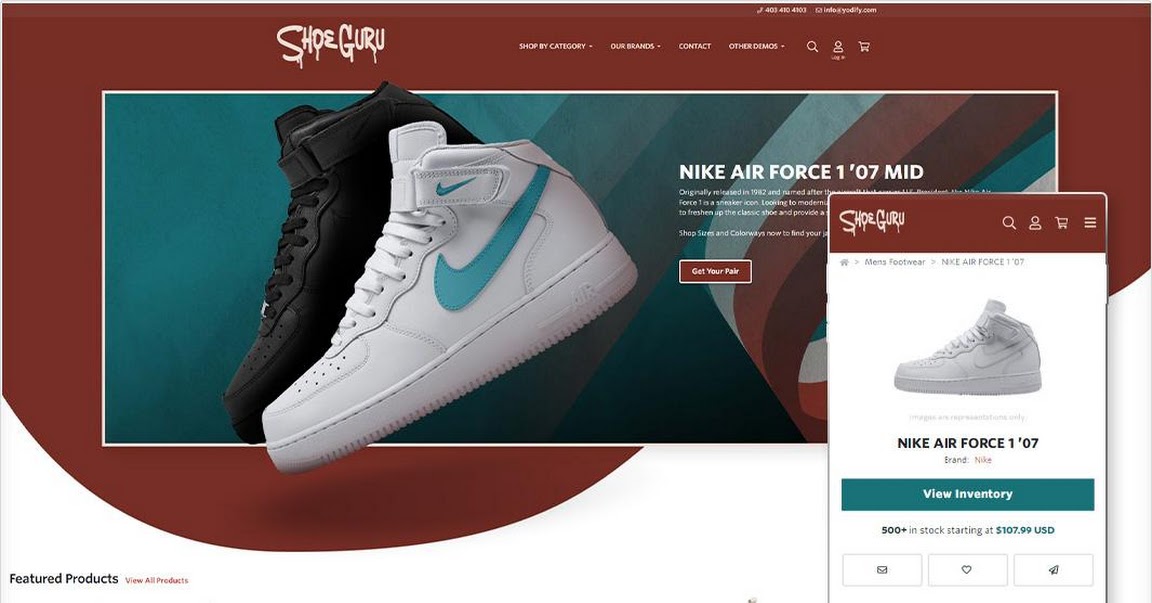 403 410 4103 info@yodify.com
SHOEGURU
SHOP BY CATEGORY OUR BRANDS CONTACT OTHER DEMOS Log in
NIKE AIR FORCE 1 '07 MID
Originally released in 1982 and named after the aircraft that carries U.S. President, the Nike Air
Force 1 is a sneaker icon. Looking to moderni
to freshen up the classic shoe and provide a s
Shop Sizes and Colorways now to find your
Get Your Pair
SHOEGURU
> Mens Footwear > NIKE AIR FORCE 1 '07
Images are representations only.
NIKE AIR FORCE 1 '07
Brand: Nike
View Inventory
500+ in stock starting at $107.99 USD
Featured Products View All Products